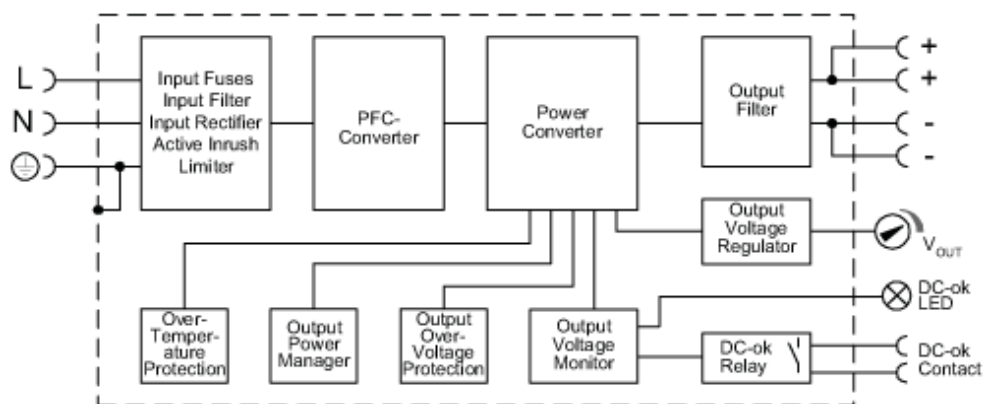 L
N
Input Fuses
Input Filter
Input Rectifier
Active Inrush
Limiter
PFC-
Converter
Power
Converter
Output
Filter
+
+
-
-
Output
Voltage
Regulator
VOUT
Over-
Temper-
ature
Protection
Output
Power
Manager
Output
Over-
Voltage
Protection
Output
Voltage
Monitor
DC-ok
Relay
DC-ok
LED
DC-ok
Contact